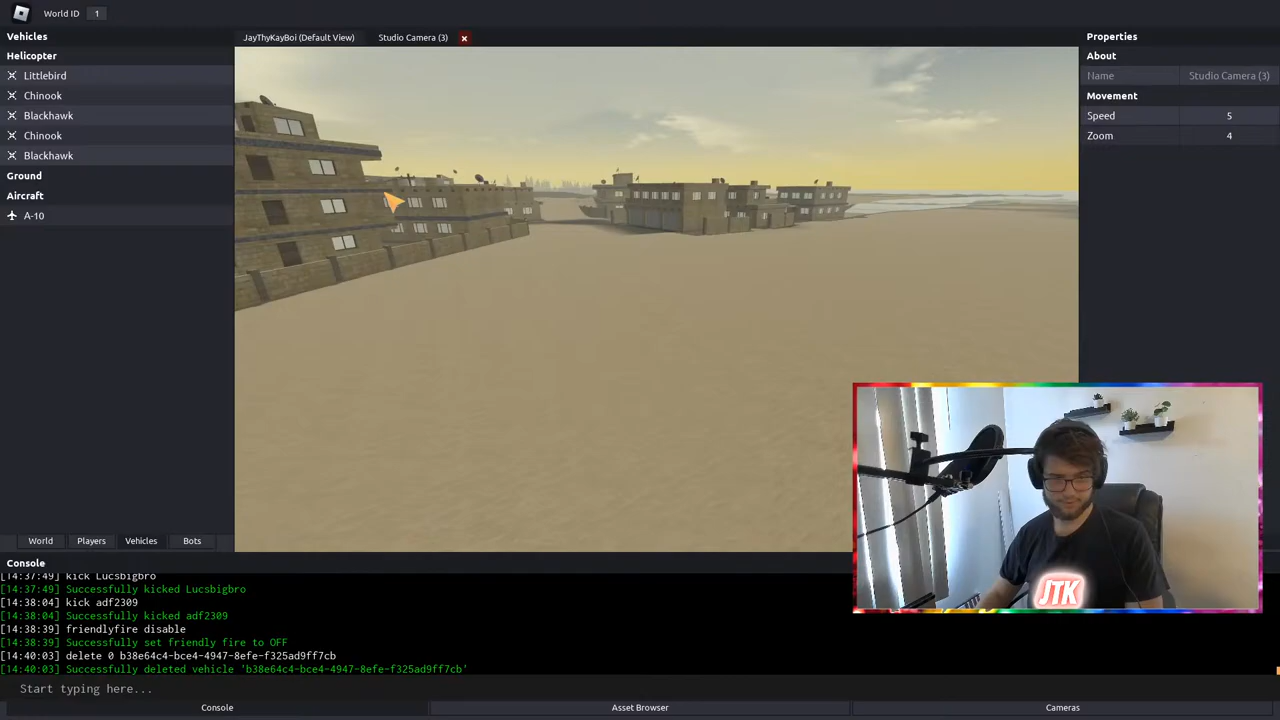 World ID 1
Vehicles
Helicopter
Littlebird
Chinook
Blackhawk
Chinook
Blackhawk
Ground
Aircraft
A-10
World Players Vehicles Bots
JayThyKayBoi (Default View) Studio Camera (3) x
Properties
About
Name Studio Camera (3)
Movement
Speed 5
Zoom 4
JTK
Console
[14:37:49] kick Lucsbigbro
[14:37:49] Successfully kicked Lucsbigbro
[14:38:04] kick adf2309
[14:38:04] Successfully kicked adf2309
[14:38:39] friendlyfire disable
[14:38:39] Successfully set friendly fire to OFF
[14:40:03] delete 0 b38e64c4-bce4-4947-8efe-f325ad9ff7cb
[14:40:03] Successfully deleted vehicle 'b38e64c4-bce4-4947-8efe-f325ad9ff7cb'
Start typing here...
Console Asset Browser Cameras